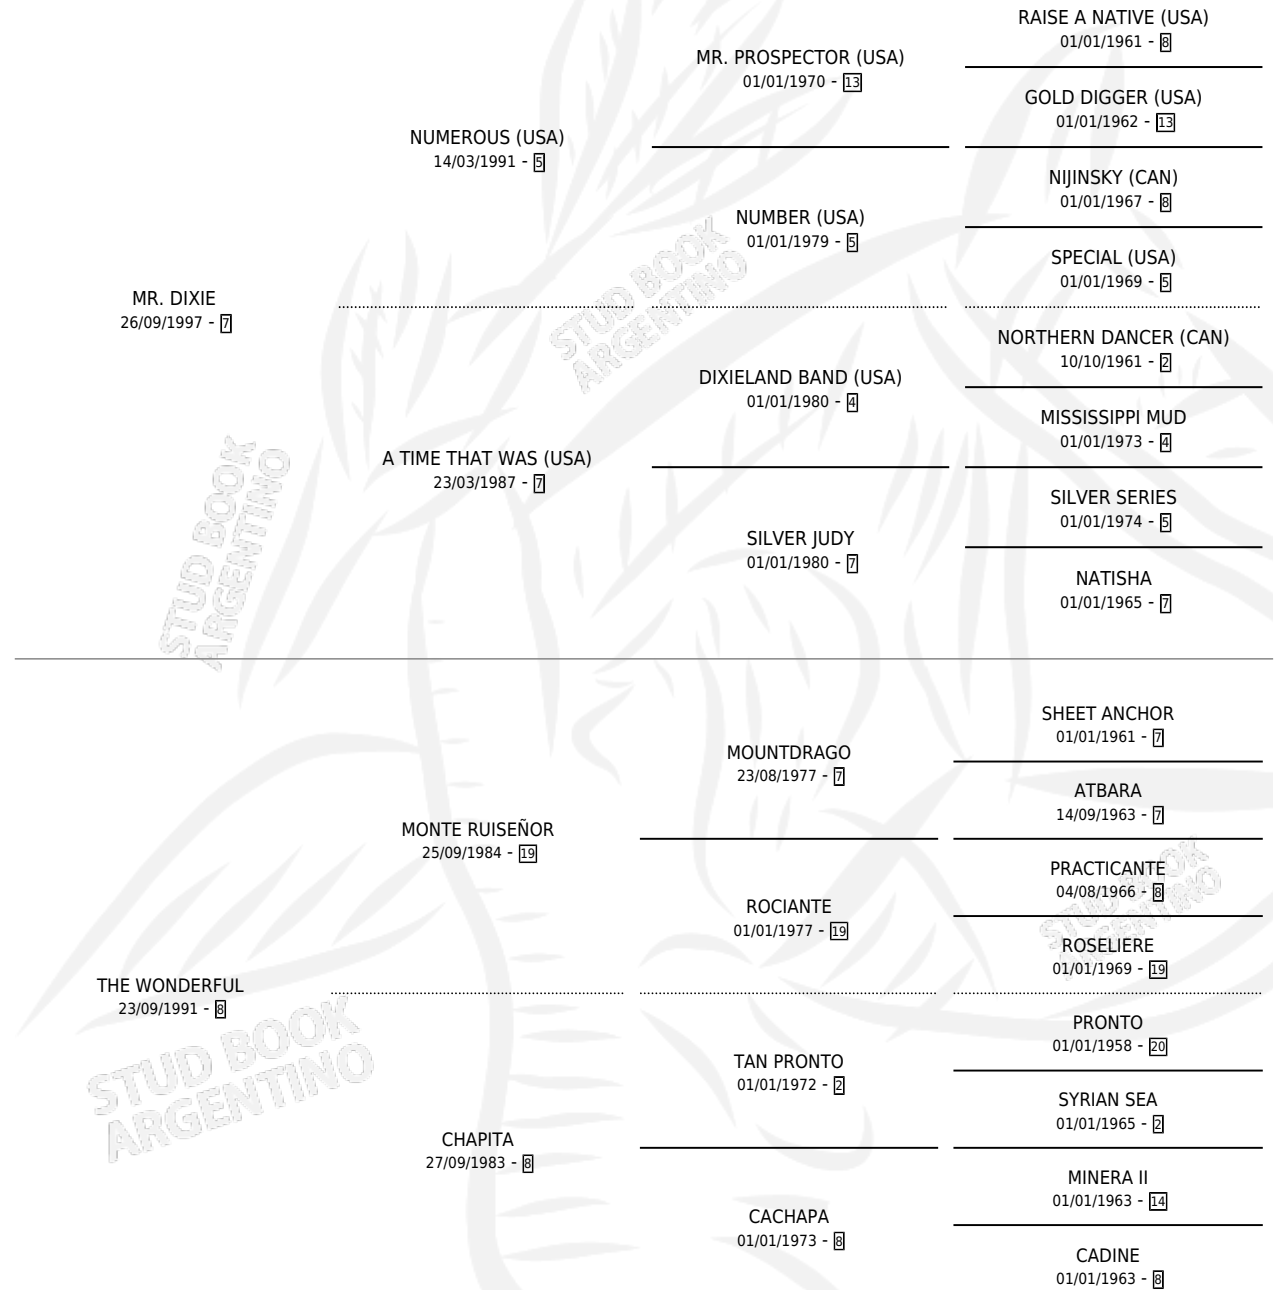 RAISE A NATIVE (USA)
01/01/1961 - 8
MR. PROSPECTOR (USA)
01/01/1970 - 13
GOLD DIGGER (USA)
01/01/1962 - 13
NUMEROUS (USA)
14/03/1991 - 5
NIJINSKY (CAN)
01/01/1967 - 8
NUMBER (USA)
01/01/1979 - 5
SPECIAL (USA)
01/01/1969 - 5
MR. DIXIE
26/09/1997 - 7
NORTHERN DANCER (CAN)
10/10/1961 - 2
DIXIELAND BAND (USA)
01/01/1980 - 4
MISSISSIPPI MUD
01/01/1973 - 4
A TIME THAT WAS (USA)
23/03/1987 - 7
SILVER SERIES
01/01/1974 - 5
SILVER JUDY
01/01/1980 - 7
NATISHA
01/01/1965 - 7
SHEET ANCHOR
01/01/1961 - 7
MOUNTDRAGO
23/08/1977 - 7
ATBARA
14/09/1963 - 7
MONTE RUISEÑOR
25/09/1984 - 19
PRACTICANTE
04/08/1966 - 8
ROCIANTE
01/01/1977 - 19
ROSELIERE
01/01/1969 - 19
THE WONDERFUL
23/09/1991 - 8
PRONTO
01/01/1958 - 20
TAN PRONTO
01/01/1972 - 2
SYRIAN SEA
01/01/1965 - 2
CHAPITA
27/09/1983 - 8
MINERA II
01/01/1963 - 14
CACHAPA
01/01/1973 - 8
CADINE
01/01/1963 - 8
STUD BOOK
ARGENTINO
STUD BOOK
ARGENTINO
STUD BOOK
ARGENTINO
STUD BOOK
ARGENTINO